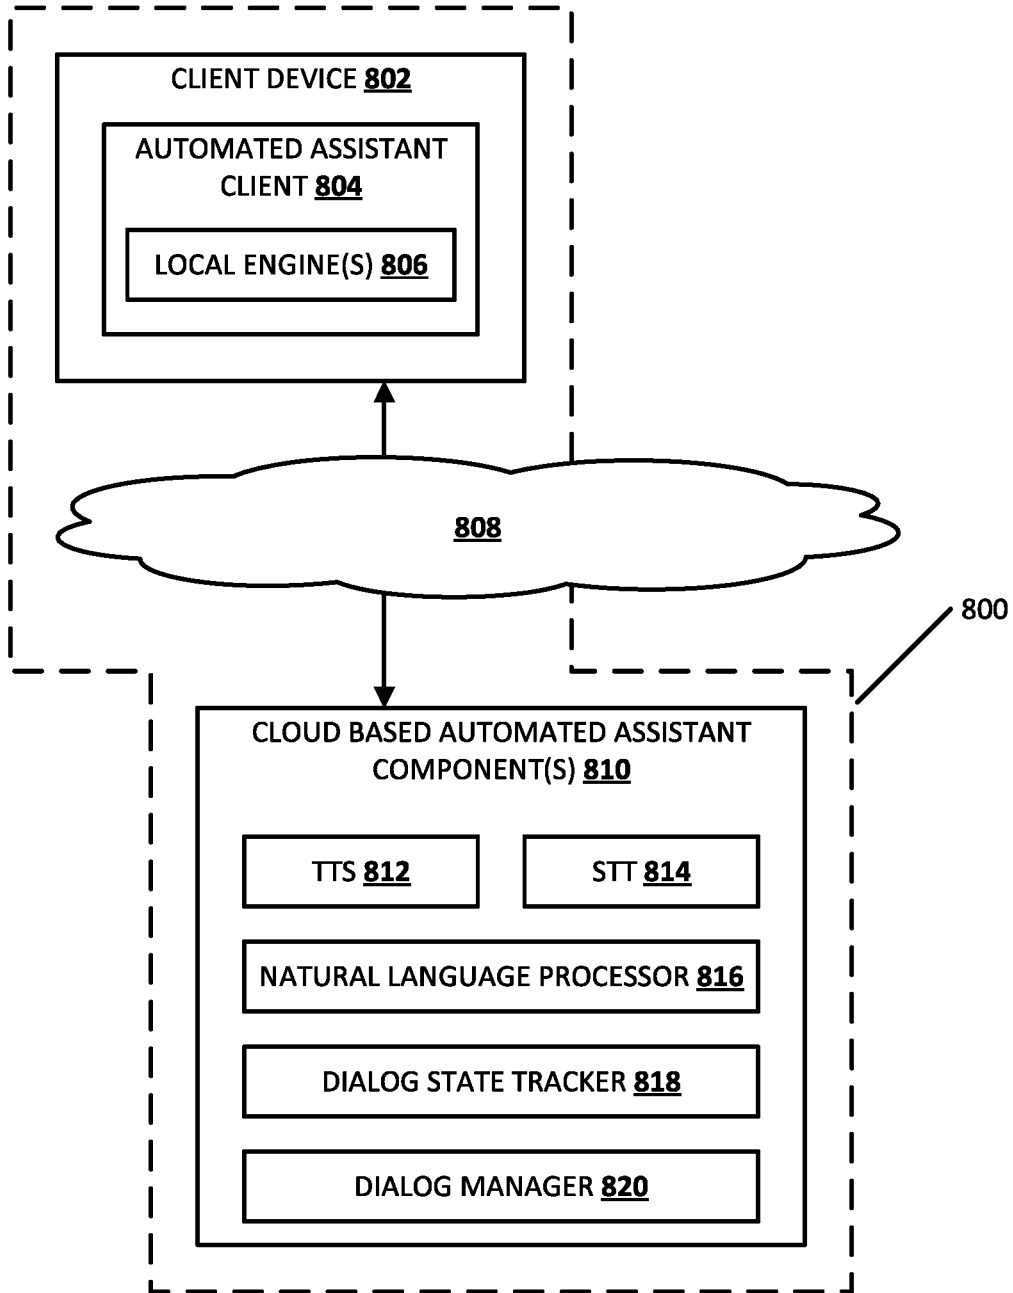 CLIENT DEVICE 802
AUTOMATED ASSISTANT
CLIENT 804
LOCAL ENGINE(S) 806
808
800
CLOUD BASED AUTOMATED ASSISTANT
COMPONENT(S) 810
TTS 812
STT 814
NATURAL LANGUAGE PROCESSOR 816
DIALOG STATE TRACKER 818
DIALOG MANAGER 820